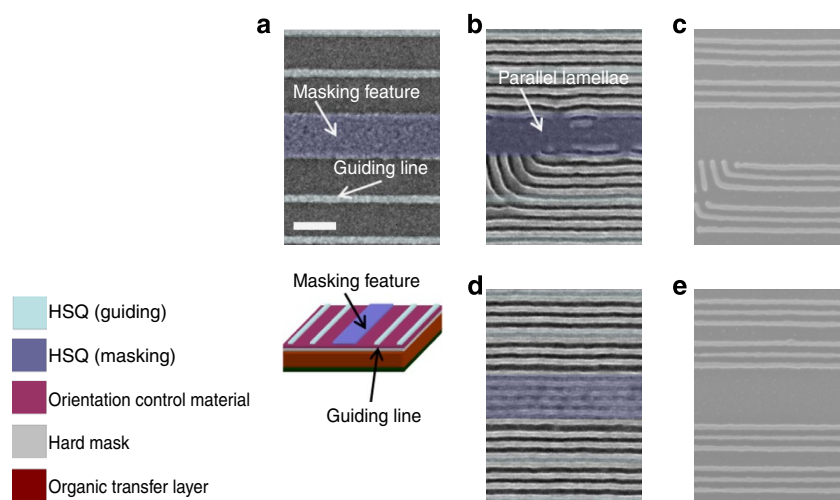 a
b
c
Masking feature
Guiding line
Parallel lamellae
d
e
Masking feature
Guiding line
HSQ (guiding)
HSQ (masking)
Orientation control material
Hard mask
Organic transfer layer